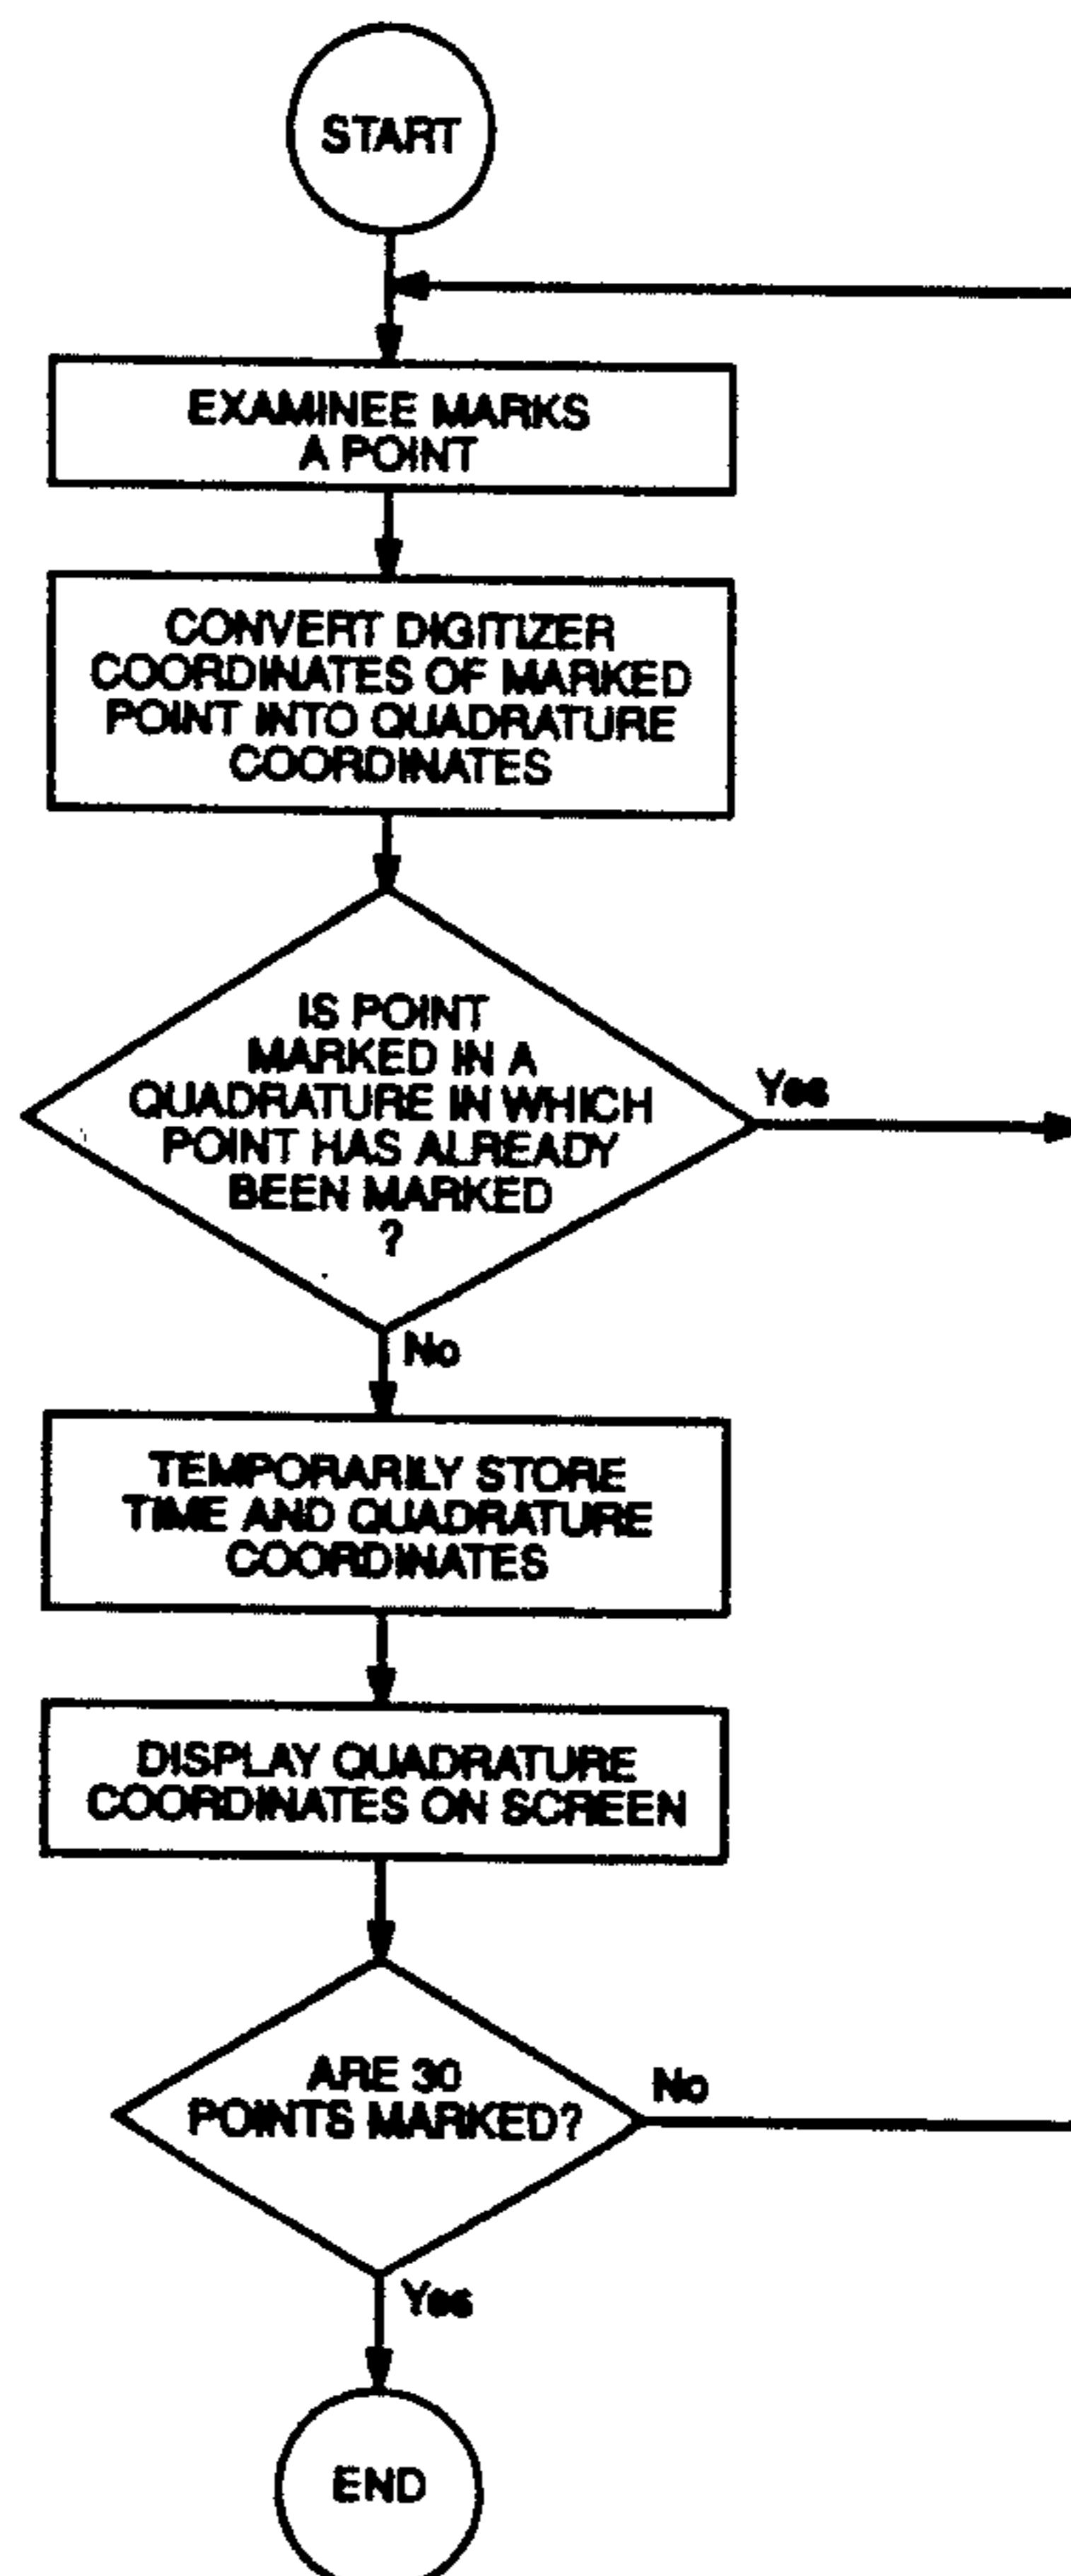 START
EXAMINEE MARKS
A POINT
CONVERT DIGITIZER
COORDINATES OF MARKED
POINT INTO QUADRATURE
COORDINATES
IS POINT
MARKED IN A
QUADRATURE IN WHICH
POINT HAS ALREADY
BEEN MARKED
?
Yes
No
TEMPORARILY STORE
TIME AND QUADRATURE
COORDINATES
DISPLAY QUADRATURE
COORDINATES ON SCREEN
ARE 30
POINTS MARKED?
No
Yes
END